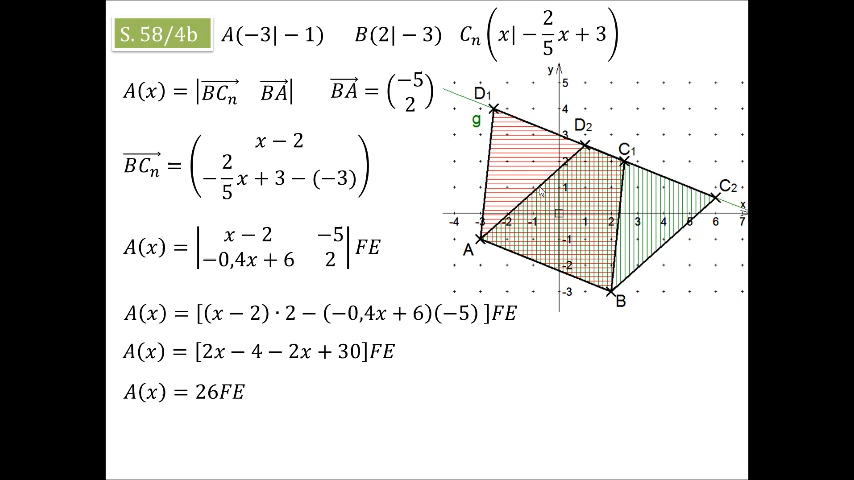 S. 58/4b A(−3|−1) B(2|−3) Cₙ(x|−2/5x+3)
A(x) = |BCₙ→ BA→| BA→ = (−5 2)
BCₙ→ = (x−2 −2/5x+3−(−3))
A(x) = |x−2 −5 −0,4x+6 2| FE
A(x) = [(x−2)·2−(−0,4x+6)(−5) ]FE
A(x) = [2x−4−2x+30]FE
A(x) = 26FE
y
5
D1
4
g
3
D2
2
C1
1
C2
x
-4 -3 -2 -1 1 2 3 4 5 6 7
A
-1
-2
-3
B